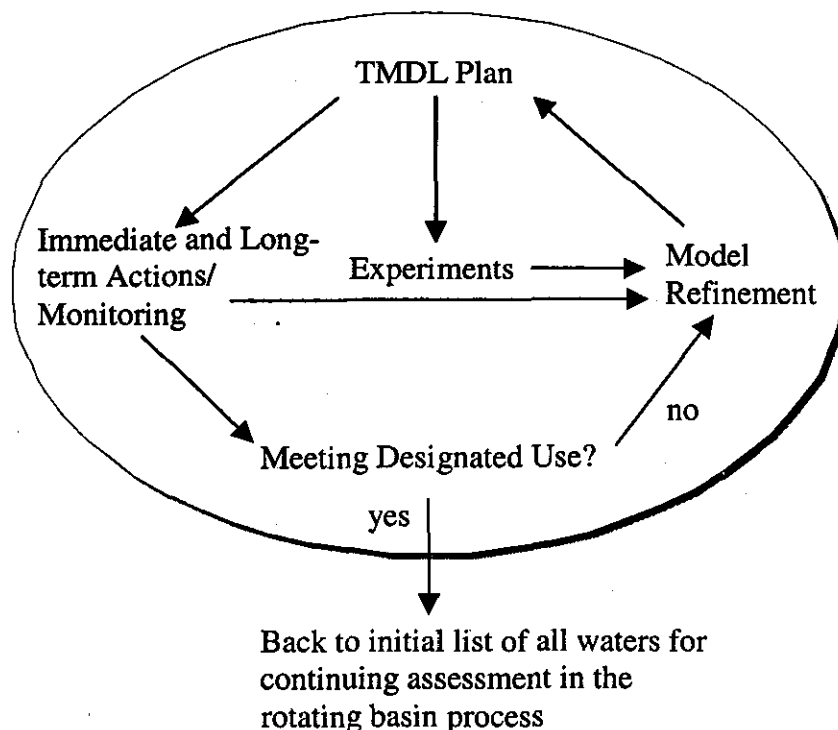 TMDL Plan
Immediate and Long-
term Actions/
Monitoring
Experiments
Model
Refinement
no
Meeting Designated Use?
yes
Back to initial list of all waters for
continuing assessment in the
rotating basin process